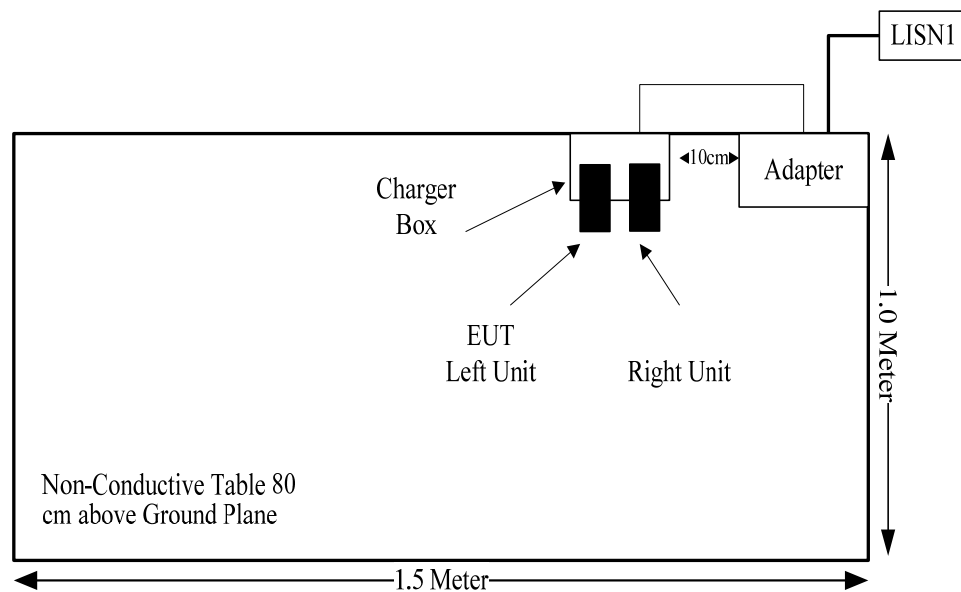 LISN1
10cm
Adapter
Charger
Box
EUT
Left Unit
Right Unit
1.0 Meter
Non-Conductive Table 80
cm above Ground Plane
1.5 Meter